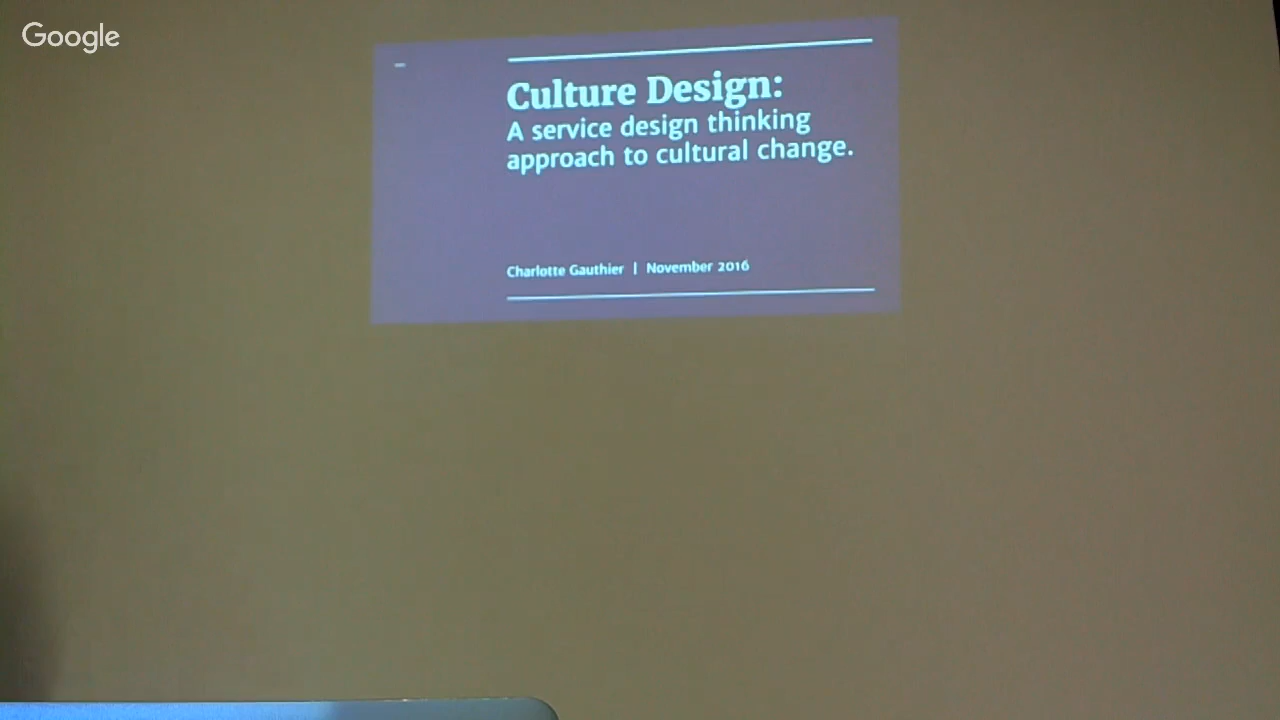 Google
Culture Design:
A service design thinking
approach to cultural change.
Charlotte Gauthier | November 2016